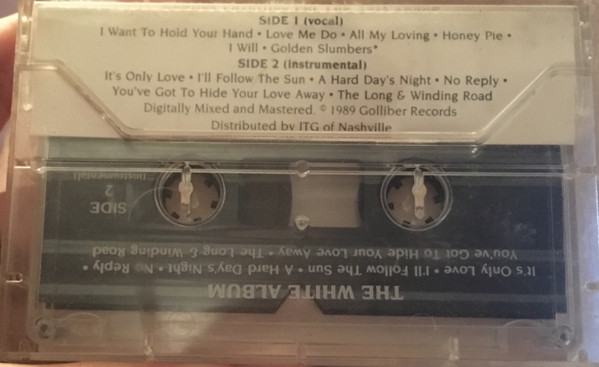 SIDE 1 (vocal)
I Want To Hold Your Hand • Love Me Do • All My Loving • Honey Pie •
I Will • Golden Slumbers*
SIDE 2 (instrumental)
It's Only Love • I'll Follow The Sun • A Hard Day's Night • No Reply •
You've Got To Hide Your Love Away • The Long & Winding Road
Digitally Mixed and Mastered. © 1989 Golliber Records
Distributed by ITG of Nashville
THE WHITE ALBUM
It's Only Love • I'll Follow The Sun • A Hard Day's Night • No Reply •
You've Got To Hide Your Love Away • The Long & Winding Road
SIDE
2
(instrumental)